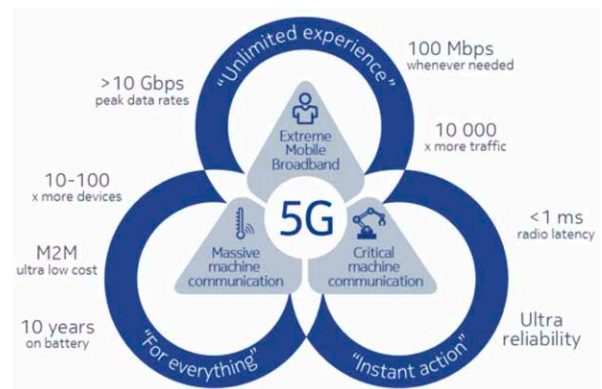 "Unlimited experience"
>10 Gbps
peak data rates
100 Mbps
whenever needed
10 000
x more traffic
Extreme
Mobile
Broadband
5G
10-100
x more devices
M2M
ultra low cost
10 years
on battery
Massive
machine
communication
Critical
machine
communication
<1 ms
radio latency
Ultra
reliability
"For everything"
"Instant action"